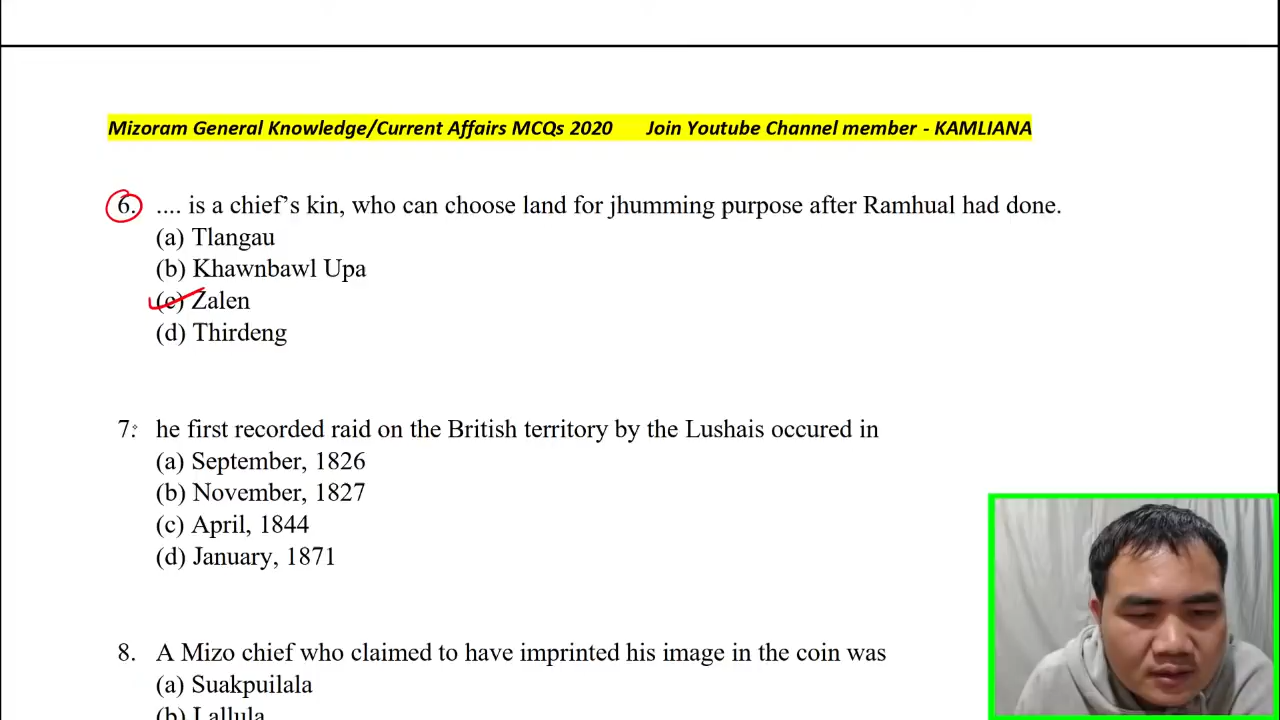 Mizoram General Knowledge/Current Affairs MCQs 2020 Join Youtube Channel member - KAMLIANA
6. .... is a chief's kin, who can choose land for jhumming purpose after Ramhual had done.
(a) Tlangau
(b) Khawnbawl Upa
(c) Zalen
(d) Thirdeng
7. he first recorded raid on the British territory by the Lushais occured in
(a) September, 1826
(b) November, 1827
(c) April, 1844
(d) January, 1871
8. A Mizo chief who claimed to have imprinted his image in the coin was
(a) Suakpuilala
(b) Lallula